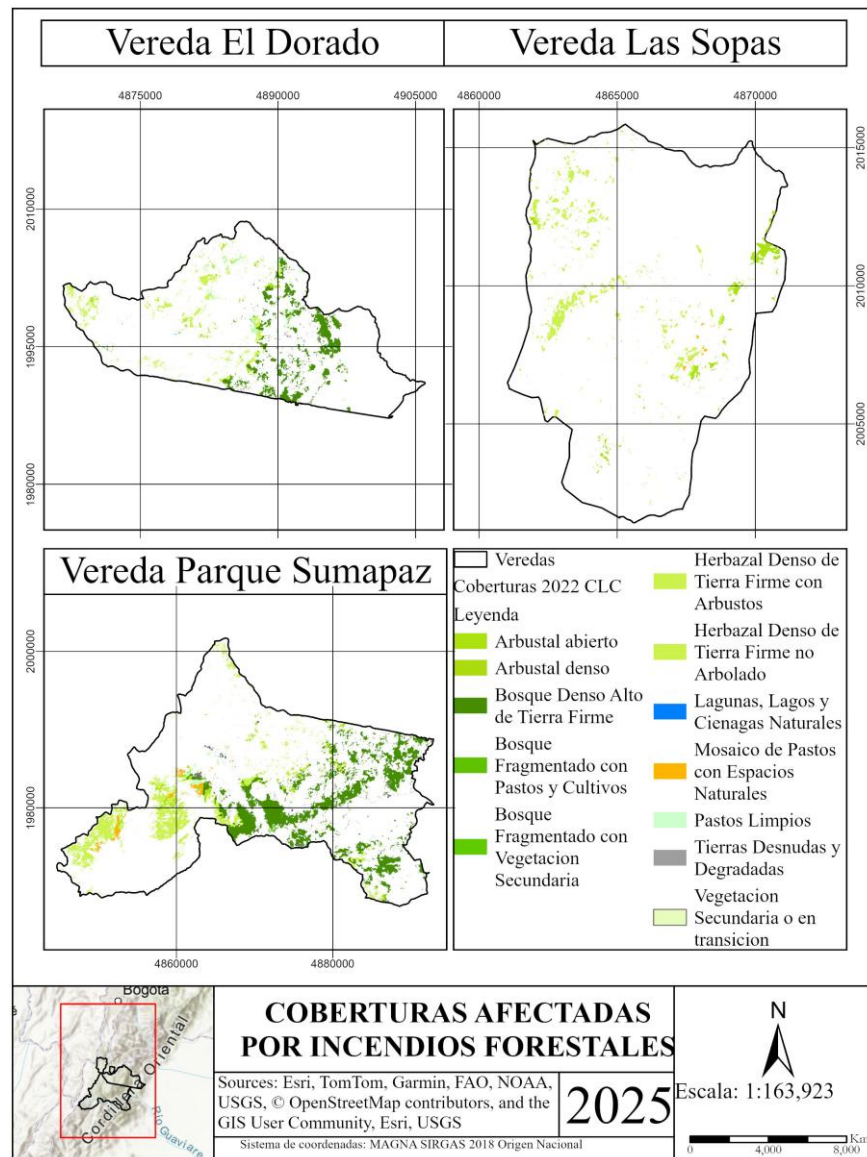 Vereda El Dorado
Vereda Las Sopas
4875000
4890000
4905000
4860000
4865000
4870000
2010000
1995000
1980000
2015000
2010000
2005000
Vereda Parque Sumapaz
2000000
1980000
4860000
4880000
Veredas
Coberturas 2022 CLC
Leyenda
Arbustal abierto
Arbustal denso
Bosque Denso Alto
de Tierra Firme
Bosque
Fragmentado con
Pastos y Cultivos
Bosque
Fragmentado con
Vegetacion
Secundaria
Herbazal Denso de
Tierra Firme con
Arbustos
Herbazal Denso de
Tierra Firme no
Arbolado
Lagunas, Lagos y
Cienagas Naturales
Mosaico de Pastos
con Espacios
Naturales
Pastos Limpios
Tierras Desnudas y
Degradadas
Vegetacion
Secundaria o en
transicion
Bogota
Cordillera Oriental
Río Guaviare
COBERTURAS AFECTADAS
POR INCENDIOS FORESTALES
Sources: Esri, TomTom, Garmin, FAO, NOAA,
USGS, © OpenStreetMap contributors, and the
GIS User Community, Esri, USGS
2025
Sistema de coordenadas: MAGNA SIRGAS 2018 Origen Nacional
N
Escala: 1:163,923
Km
0 4,000 8,000